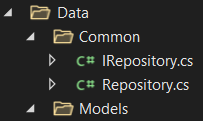 Data
Common
C# IRepository.cs
C# Repository.cs
Models